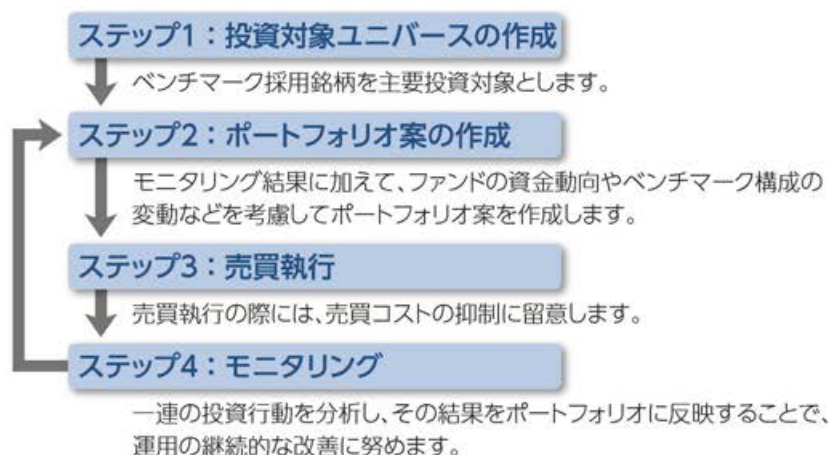 ステップ1：投資対象ユニバースの作成
ベンチマーク採用銘柄を主要投資対象とします。
ステップ2：ポートフォリオ案の作成
モニタリング結果に加えて、ファンドの資金動向やベンチマーク構成の
変動などを考慮してポートフォリオ案を作成します。
ステップ3：売買執行
売買執行の際には、売買コストの抑制に留意します。
ステップ4：モニタリング
一連の投資行動を分析し、その結果をポートフォリオに反映することで、
運用の継続的な改善に努めます。